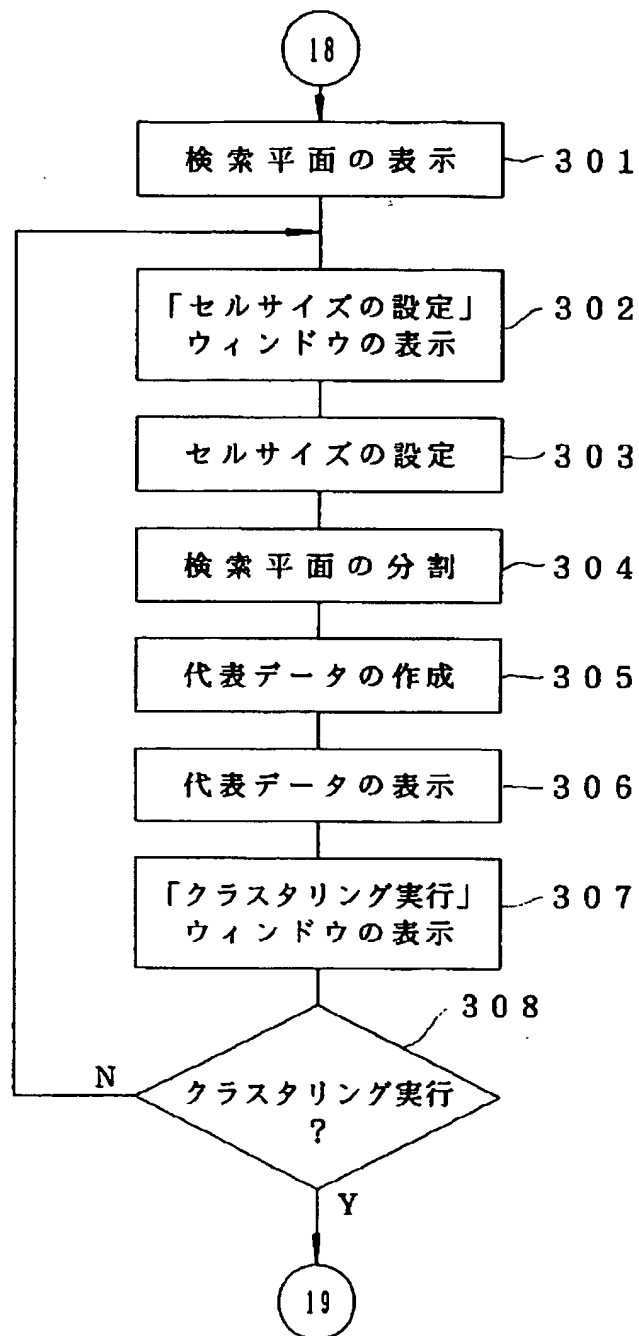 18
検索平面の表示
301
「セルサイズの設定」
ウィンドウの表示
302
セルサイズの設定
303
検索平面の分割
304
代表データの作成
305
代表データの表示
306
「クラスタリング実行」
ウィンドウの表示
307
308
クラスタリング実行
?
N
Y
19